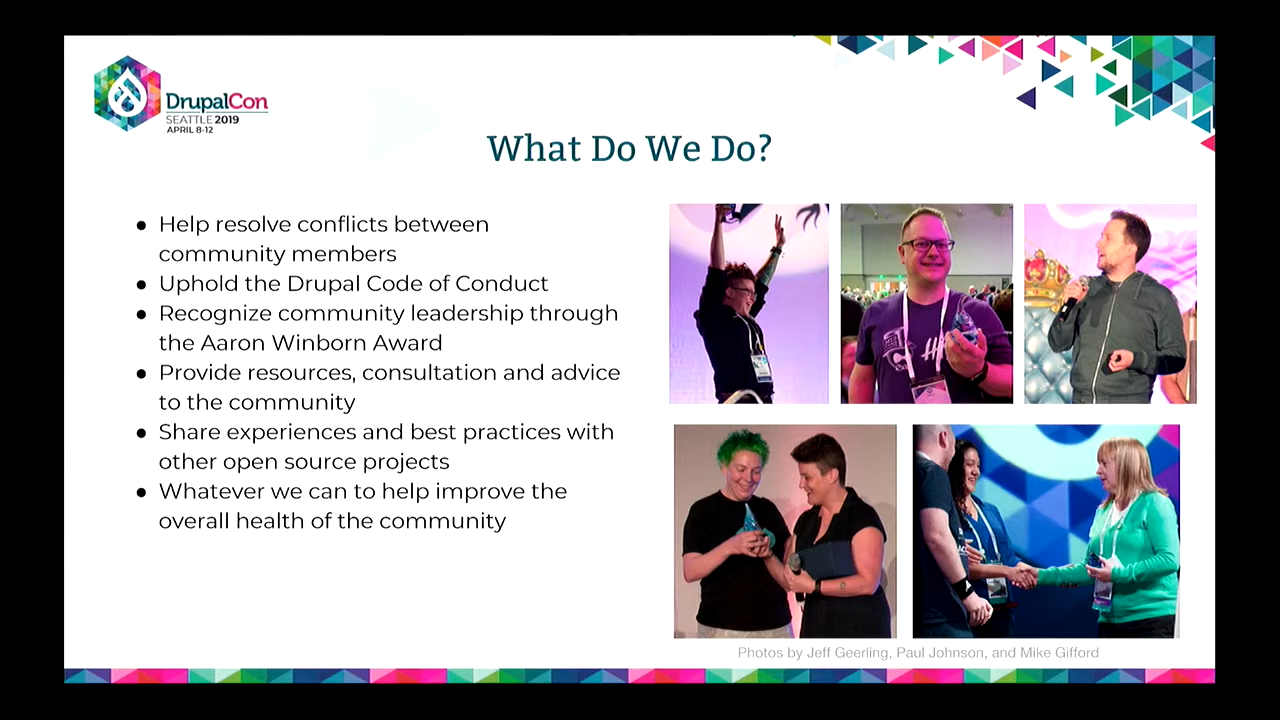 DrupalCon
SEATTLE 2019
APRIL 8-12
What Do We Do?
● Help resolve conflicts between
community members
● Uphold the Drupal Code of Conduct
● Recognize community leadership through
the Aaron Winborn Award
● Provide resources, consultation and advice
to the community
● Share experiences and best practices with
other open source projects
● Whatever we can to help improve the
overall health of the community
Photos by Jeff Geerling, Paul Johnson, and Mike Gifford